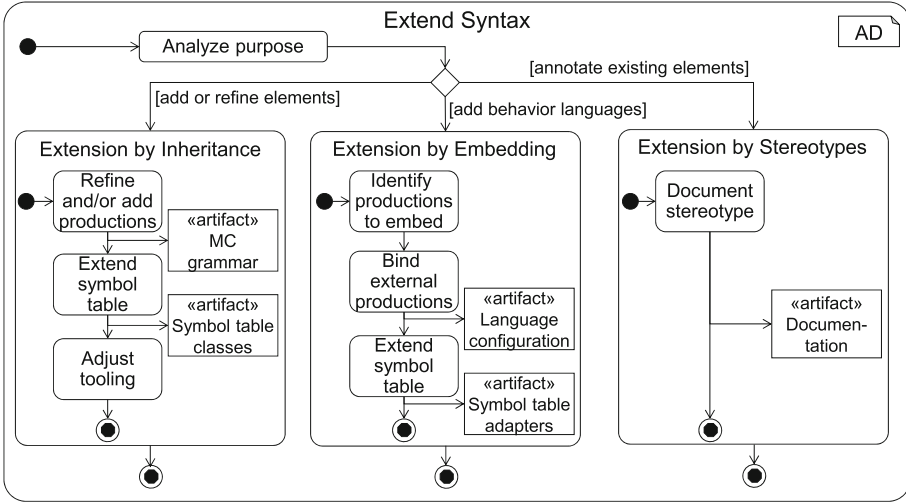 Extend Syntax
AD
Analyze purpose
[annotate existing elements]
[add or refine elements]
[add behavior languages]
Extension by Inheritance
Refine
and/or add
productions
«artifact»
MC
grammar
Extend
symbol
table
«artifact»
Symbol table
classes
Adjust
tooling
Extension by Embedding
Identify
productions
to embed
Bind
external
productions
«artifact»
Language
configuration
Extend
symbol
table
«artifact»
Symbol table
adapters
Extension by Stereotypes
Document
stereotype
«artifact»
Documen-
tation